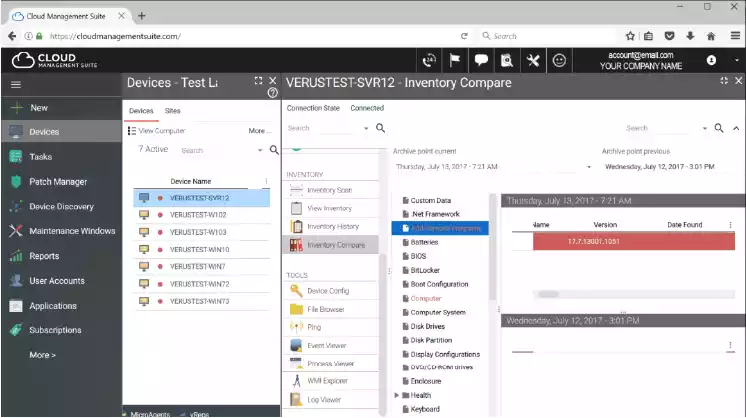 Cloud Management Suite
https://cloudmanagementsuite.com/
Search
CLOUD
MANAGEMENT SUITE
24/7
account@email.com
YOUR COMPANY NAME
New
Devices
Tasks
Patch Manager
Device Discovery
Maintenance Windows
Reports
User Accounts
Applications
Subscriptions
More >
Devices - Test
Devices Sites
View Computer More ...
7 Active Search
Device Name
VERUSTEST-SVR12
VERUSTEST-W102
VERUSTEST-W103
VERUSTEST-WIN10
VERUSTEST-WIN7
VERUSTEST-WIN72
VERUSTEST-WIN73
MicroAgents vReps
VERUSTEST-SVR12 - Inventory Compare
Connection State Connected
Search
Search
INVENTORY
Inventory Scan
View Inventory
Inventory History
Inventory Compare
TOOLS
Device Config
File Browser
Ping
Event Viewer
Process Viewer
WMI Explorer
Log Viewer
Archive point current Archive point previous
Thursday, July 13, 2017 - 7:21 AM Wednesday, July 12, 2017 - 3:01 PM
Custom Data
.Net Framework
Add-Remove Programs
Batteries
BIOS
BitLocker
Boot Configuration
Computer
Computer System
Disk Drives
Disk Partition
Display Configurations
DVD/CD-ROM Drives
Enclosure
Health
Keyboard
Thursday, July 13, 2017 - 7:21 AM
Name Version Date Found
17.7.13001.1051
Wednesday, July 12, 2017 - 3:01 PM